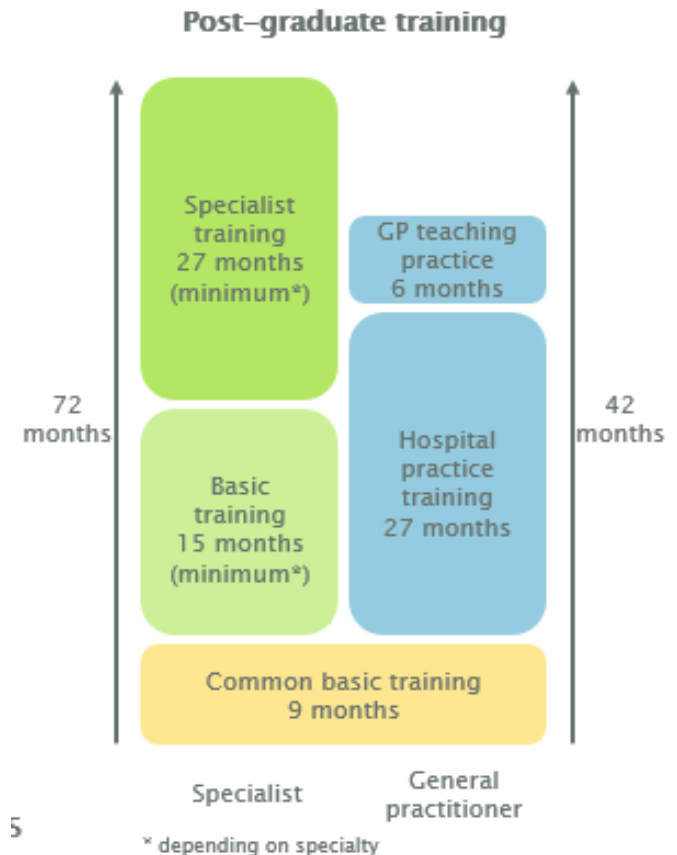 Post-graduate training
Specialist
training
27 months
(minimum*)
GP teaching
practice
6 months
72
months
42
months
Basic
training
15 months
(minimum*)
Hospital
practice
training
27 months
Common basic training
9 months
Specialist
General
practitioner
5
* depending on specialty